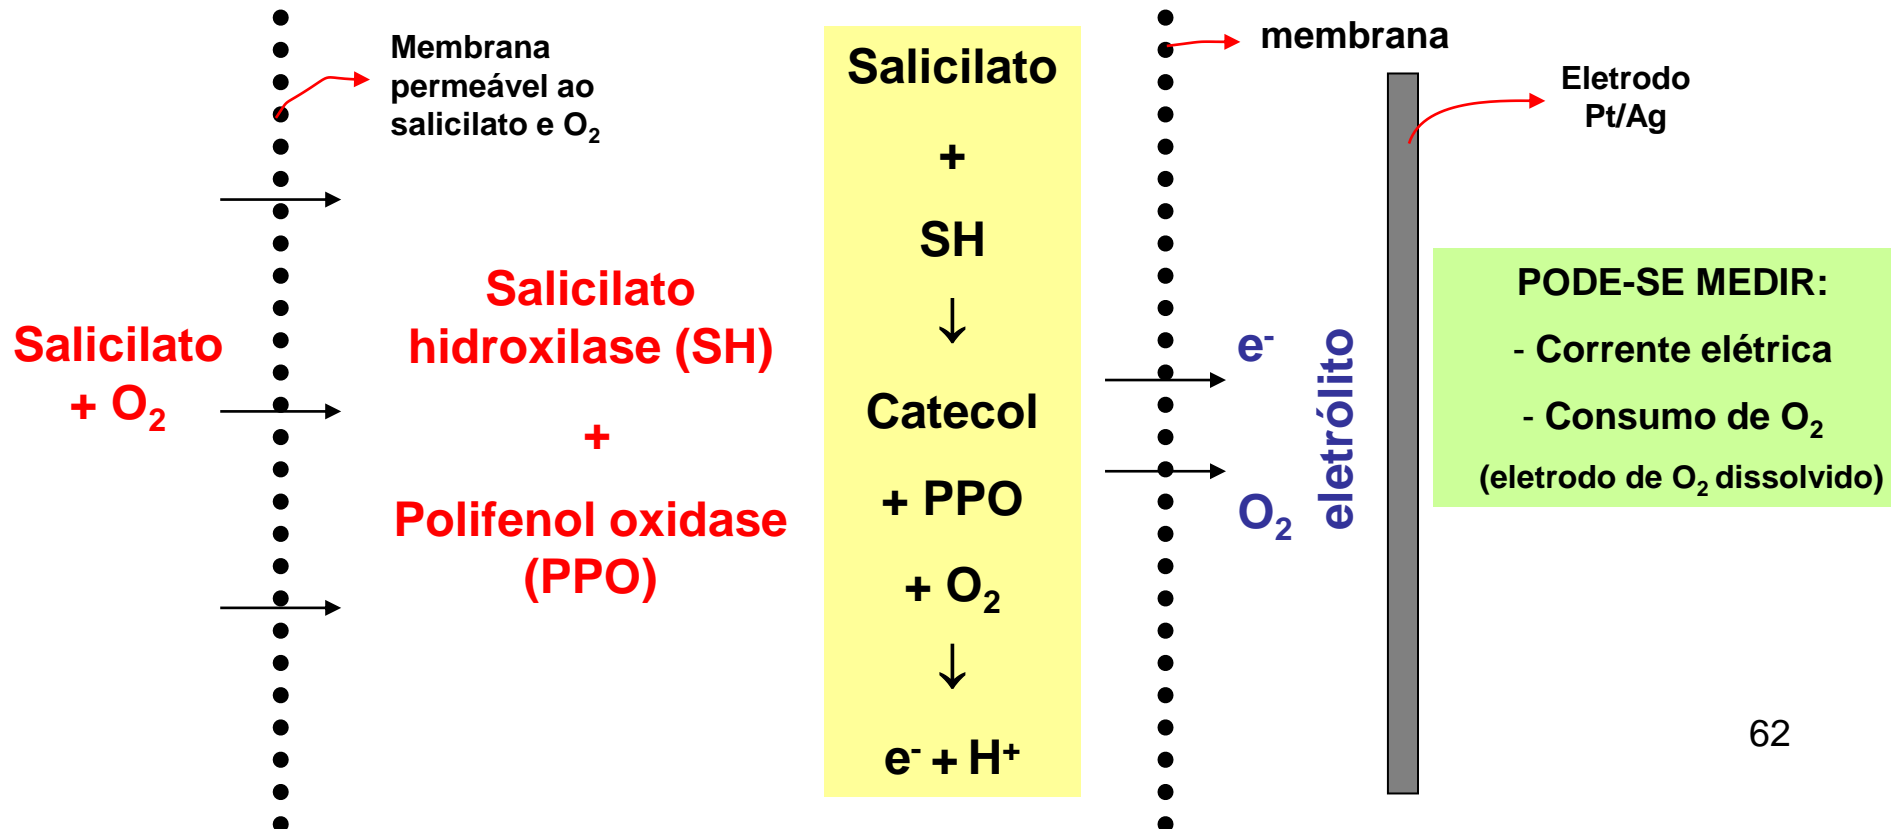 Membrana
permeável ao
salicilato e O₂
Salicilato
+ O₂
Salicilato
hidroxilase (SH)
+
Polifenol oxidase
(PPO)
Salicilato
+
SH
↓
Catecol
+ PPO
+ O₂
↓
e⁻ + H⁺
membrana
e⁻
O₂
eletrólito
Eletrodo
Pt/Ag
PODE-SE MEDIR:
- Corrente elétrica
- Consumo de O₂
(eletrodo de O₂ dissolvido)
62